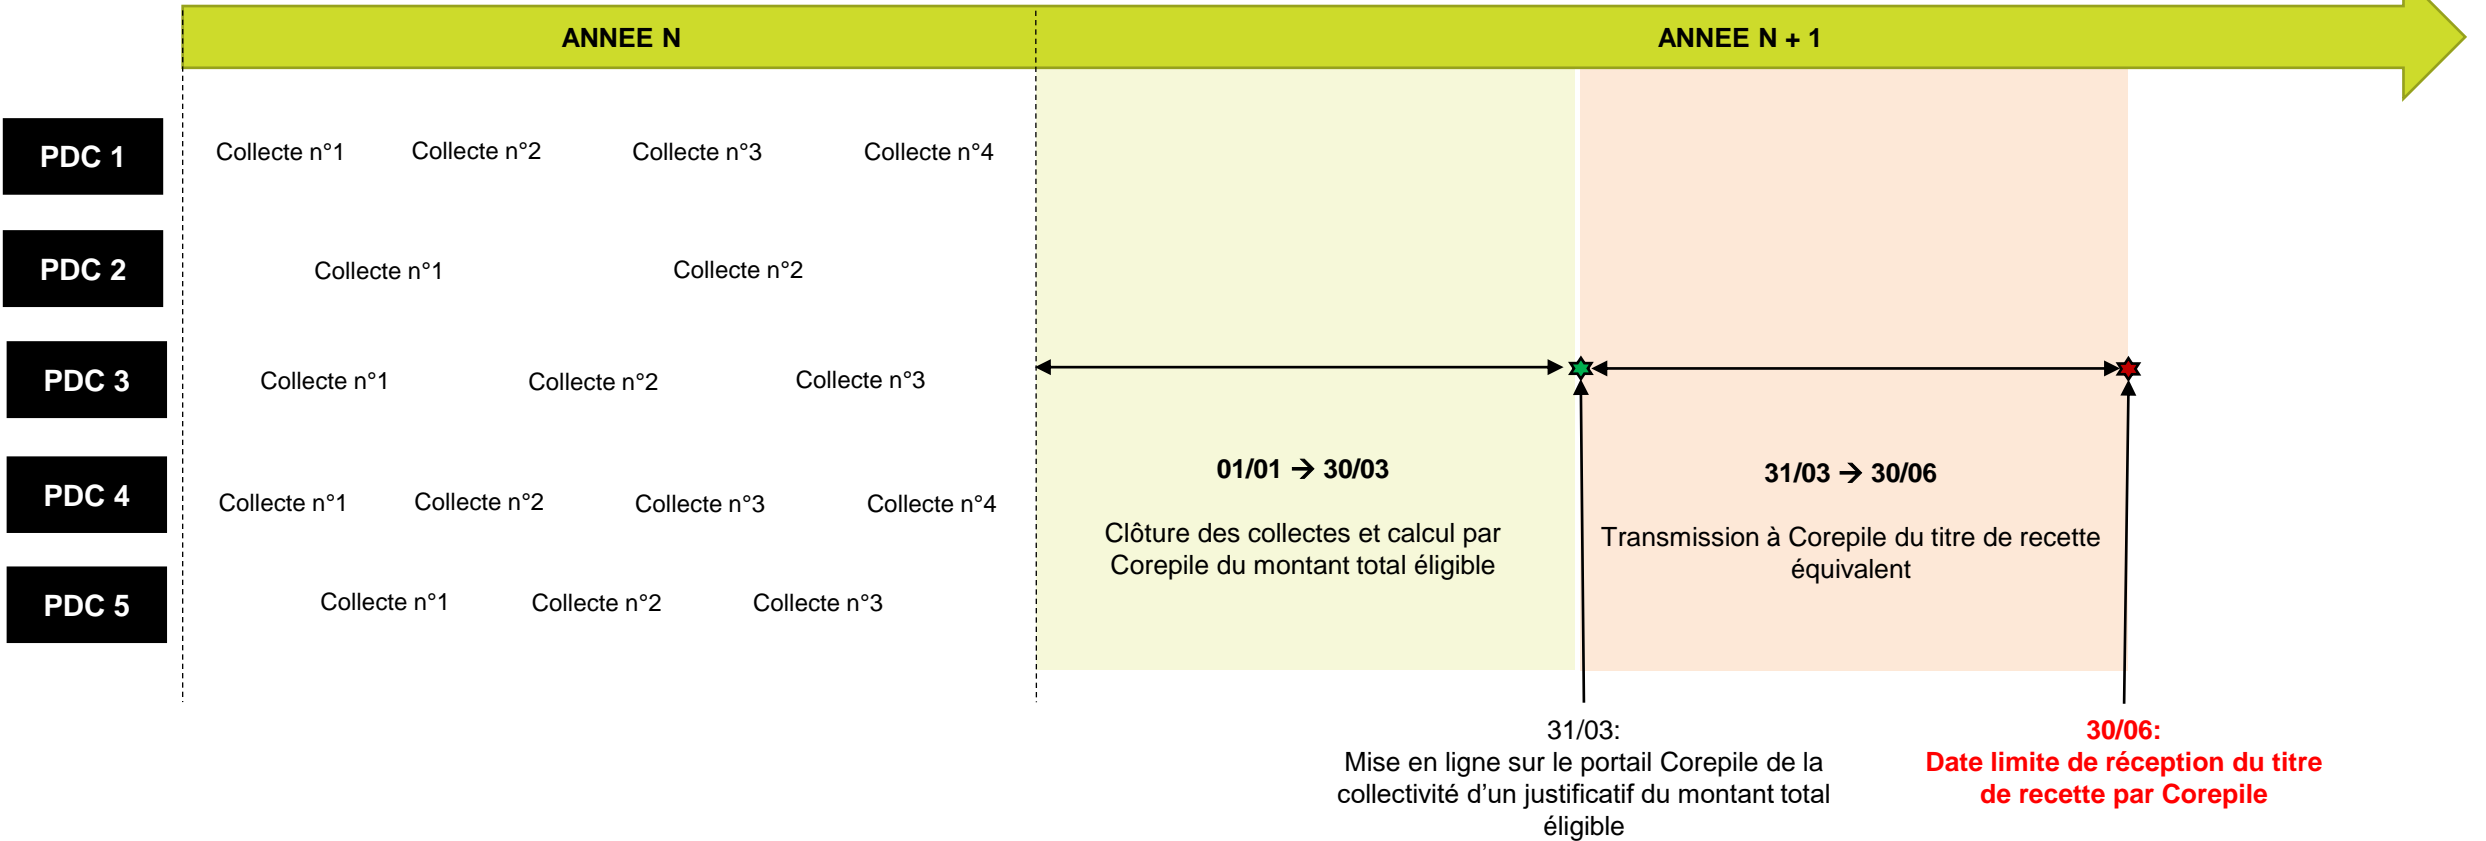 ANNEE N
ANNEE N + 1
PDC 1
Collecte n°1
Collecte n°2
Collecte n°3
Collecte n°4
PDC 2
Collecte n°1
Collecte n°2
PDC 3
Collecte n°1
Collecte n°2
Collecte n°3
PDC 4
Collecte n°1
Collecte n°2
Collecte n°3
Collecte n°4
PDC 5
Collecte n°1
Collecte n°2
Collecte n°3
01/01 → 30/03
Clôture des collectes et calcul par
Corepile du montant total éligible
31/03 → 30/06
Transmission à Corepile du titre de recette
équivalent
31/03:
Mise en ligne sur le portail Corepile de la
collectivité d’un justificatif du montant total
éligible
30/06:
Date limite de réception du titre
de recette par Corepile